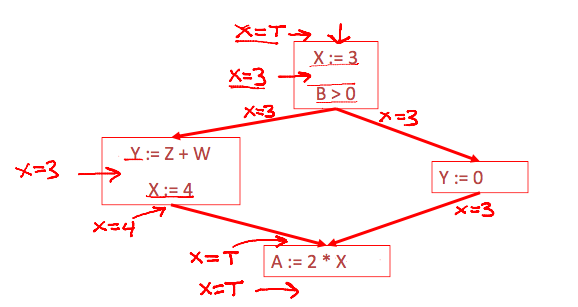 X=T
X := 3
X=3
B > 0
X=3
X=3
Y := Z + W
X=3
X := 4
Y := 0
X=4
X=3
X=T
A := 2 * X
X=T